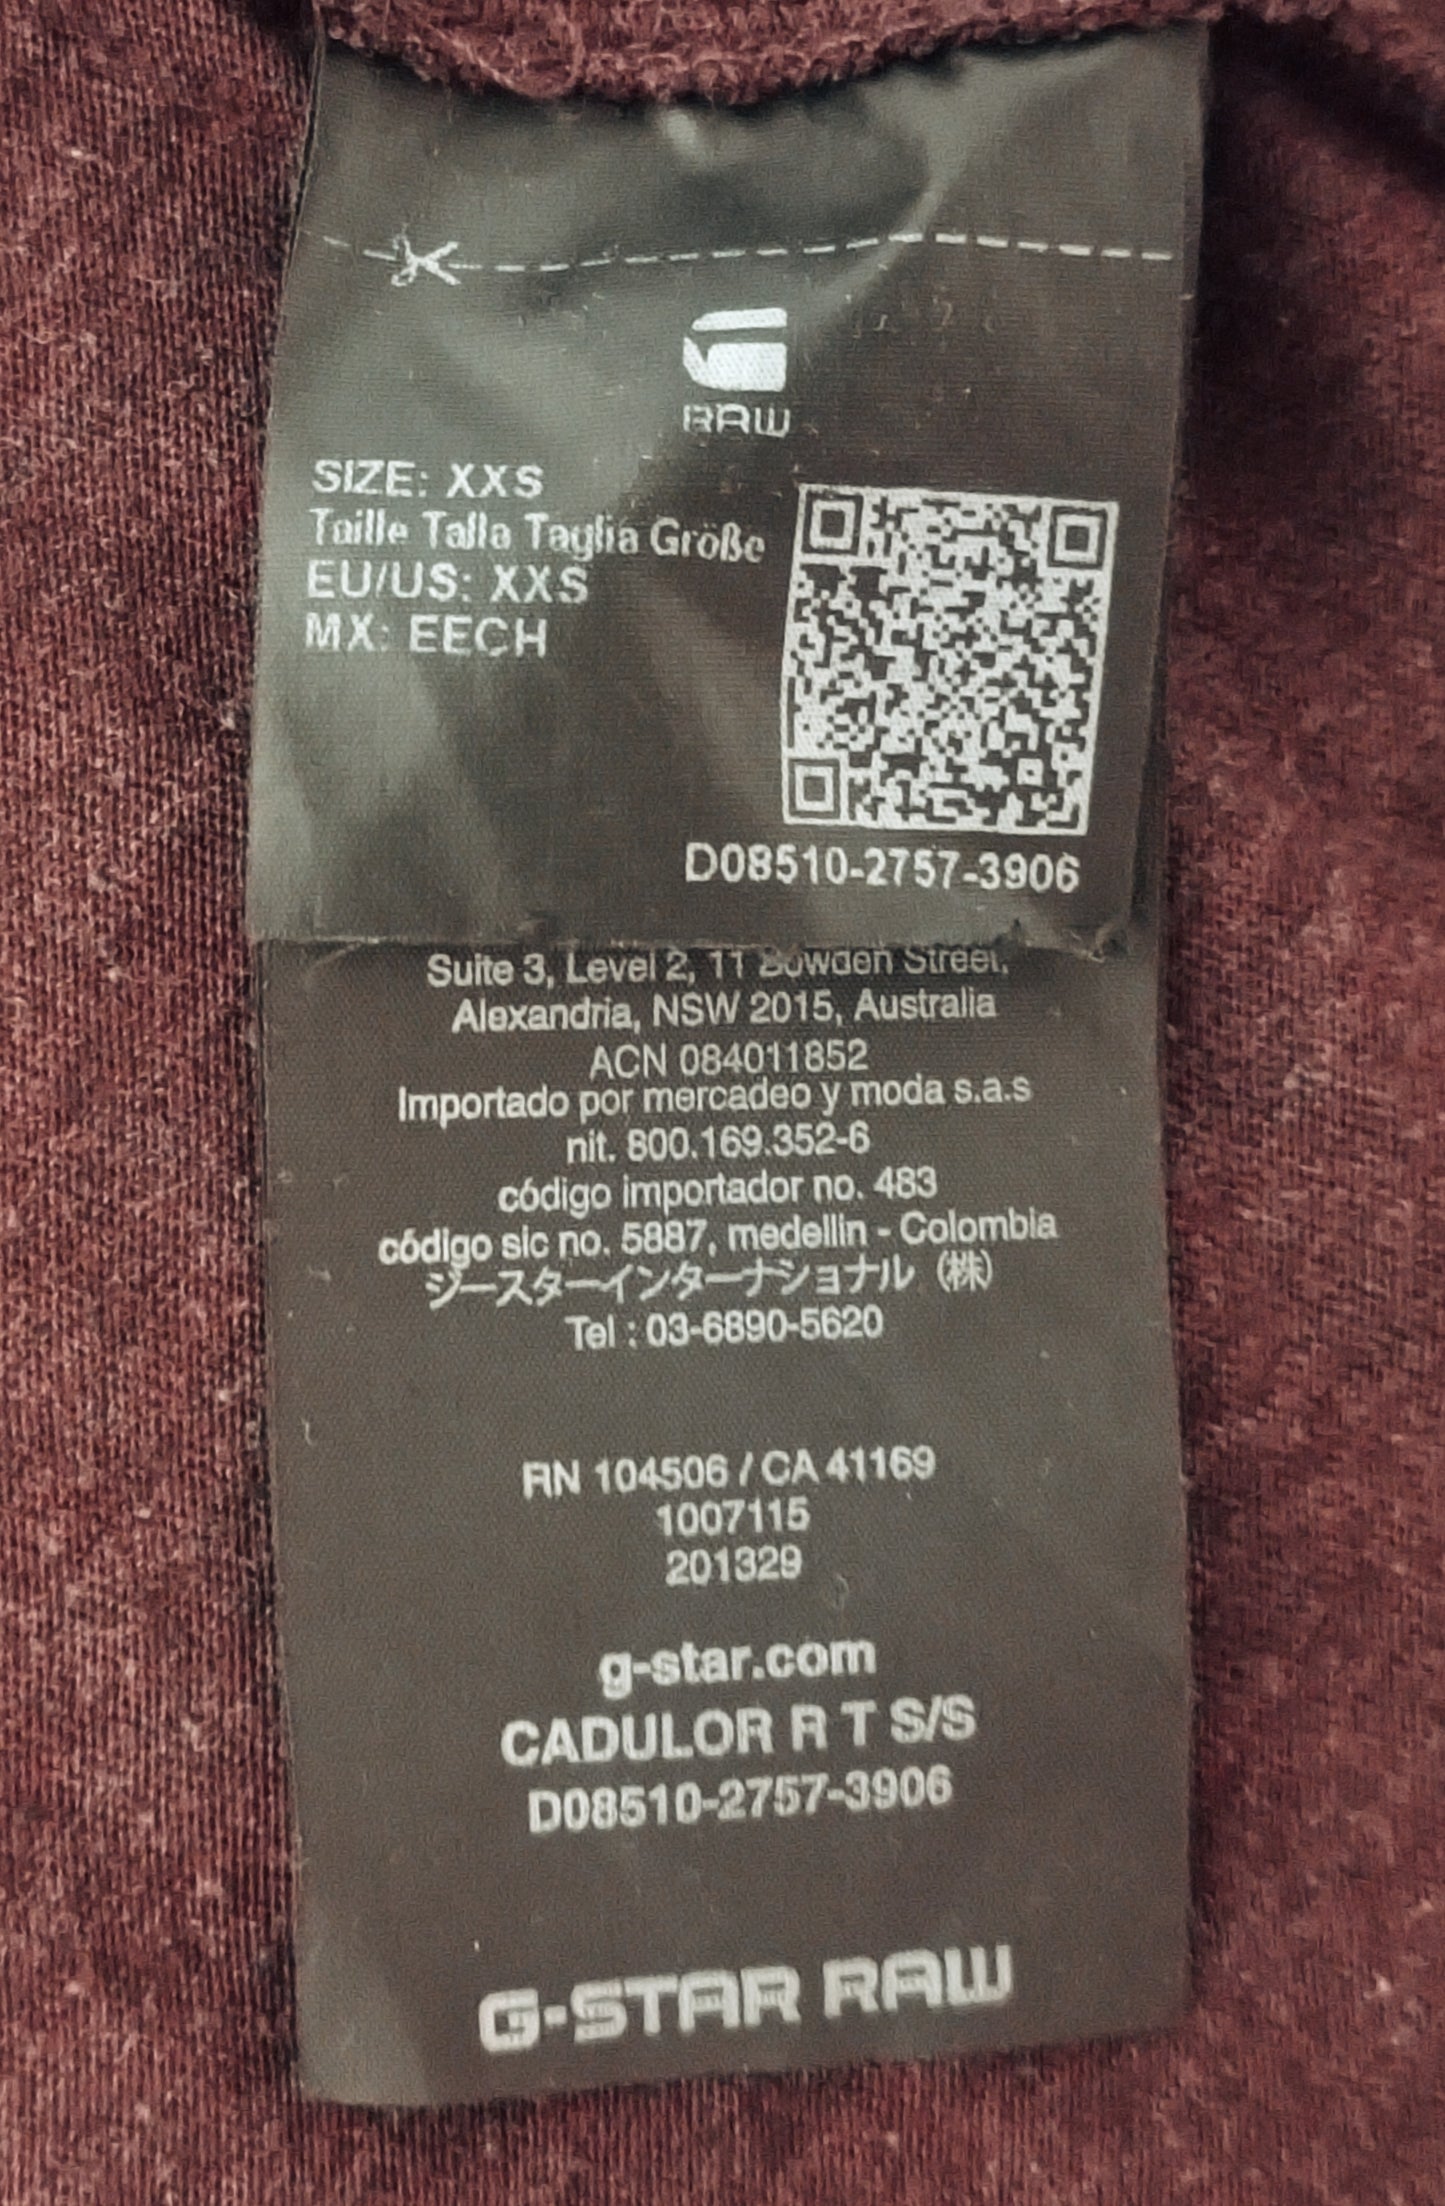 RAW
SIZE: XXS
Taille Talla Taglia Größe
EU/US: XXS
MX: EECH
D08510-2757-3906
Suite 3, Level 2, 11 Bowden Street,
Alexandria, NSW 2015, Australia
ACN 084011852
Importado por mercadeo y moda s.a.s
nit. 800.169.352-6
código importador no. 483
código sic no. 5887, medellin - Colombia
ジースターインターナショナル (株)
Tel : 03-6890-5620
RN 104506 / CA 41169
1007115
201329
g-star.com
CADULOR R T S/S
D08510-2757-3906
G-STAR RAW